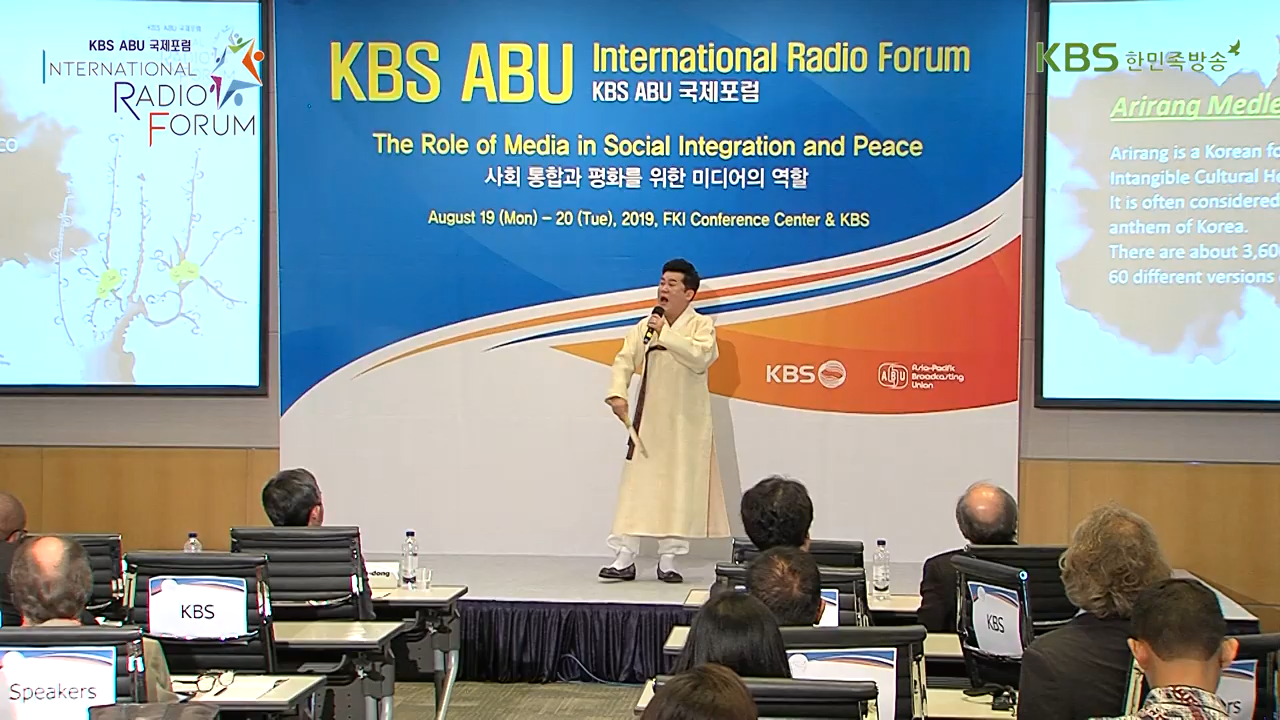 KBS ABU 국제포럼
INTERNATIONAL
RADIO
FORUM
KBS ABU
International Radio Forum
KBS ABU 국제포럼
The Role of Media in Social Integration and Peace
사회 통합과 평화를 위한 미디어의 역할
August 19 (Mon) – 20 (Tue), 2019, FKI Conference Center & KBS
KBS
ABU
Asia-Pacific
Broadcasting
Union
KBS 한민족방송
Arirang Medle
Arirang is a Korean fo
Intangible Cultural He
It is often considered
anthem of Korea.
There are about 3,60
60 different versions
co
-dong
KBS
KBS
Speakers